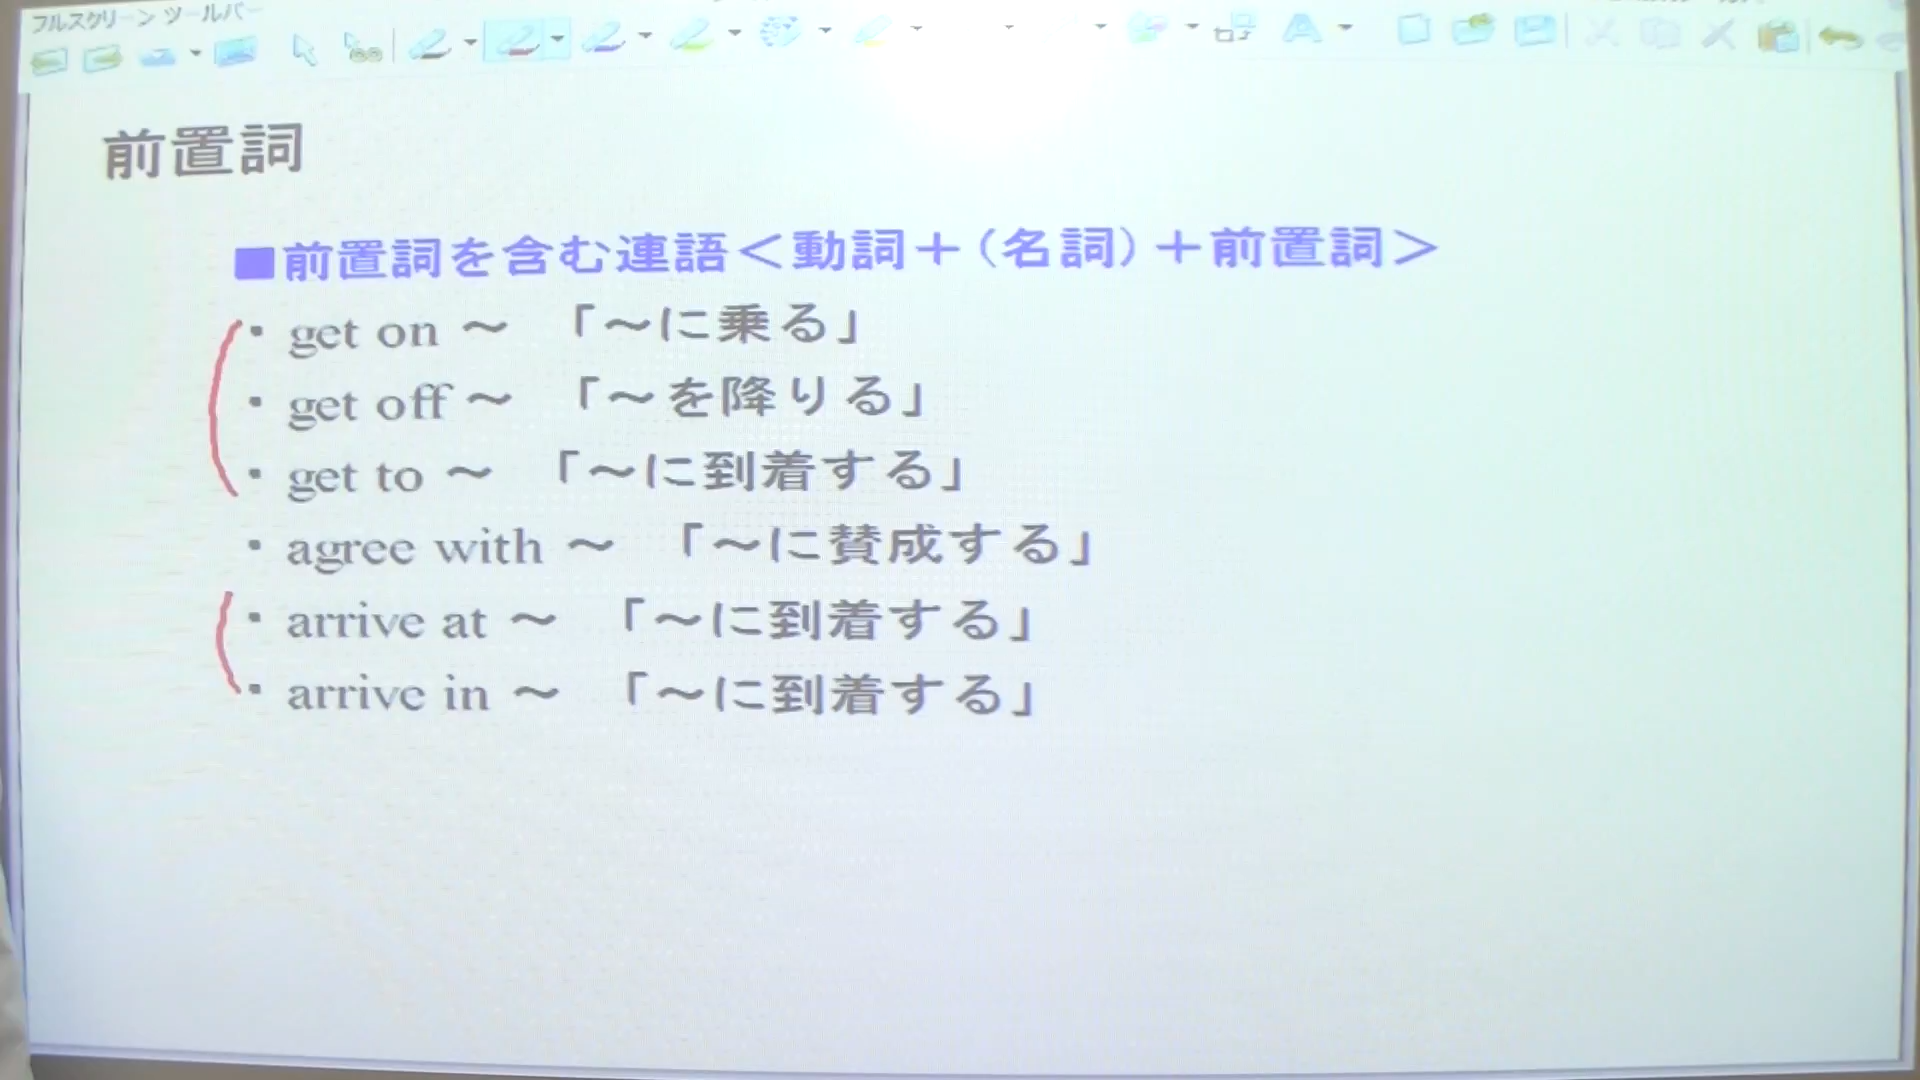 フルスクリーン ツールバー
前置詞
■前置詞を含む連語＜動詞＋(名詞)＋前置詞＞
・get on ～ 「～に乗る」
・get off ～ 「～を降りる」
・get to ～ 「～に到着する」
・agree with ～ 「～に賛成する」
・arrive at ～ 「～に到着する」
・arrive in ～ 「～に到着する」